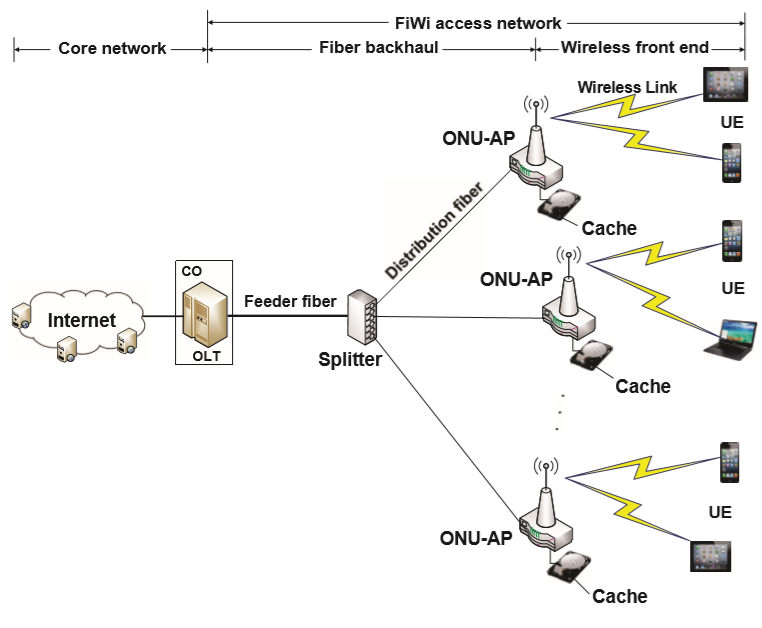 FiWi access network
Core network
Fiber backhaul
Wireless front end
Wireless Link
UE
ONU-AP
Distribution fiber
Cache
CO
OLT
Internet
Feeder fiber
Splitter
ONU-AP
UE
Cache
ONU-AP
UE
Cache